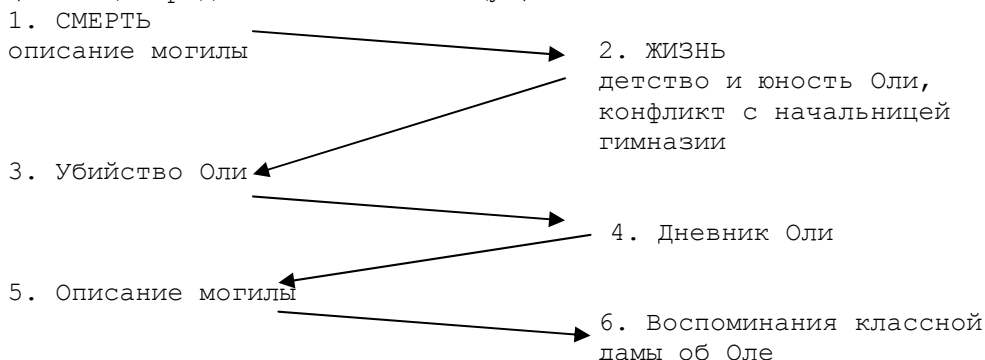 1. СМЕРТЬ
описание могилы
2. ЖИЗНЬ
детство и юность Оли,
конфликт с начальницей
гимназии
3. Убийство Оли
4. Дневник Оли
5. Описание могилы
6. Воспоминания классной
дамы об Оле